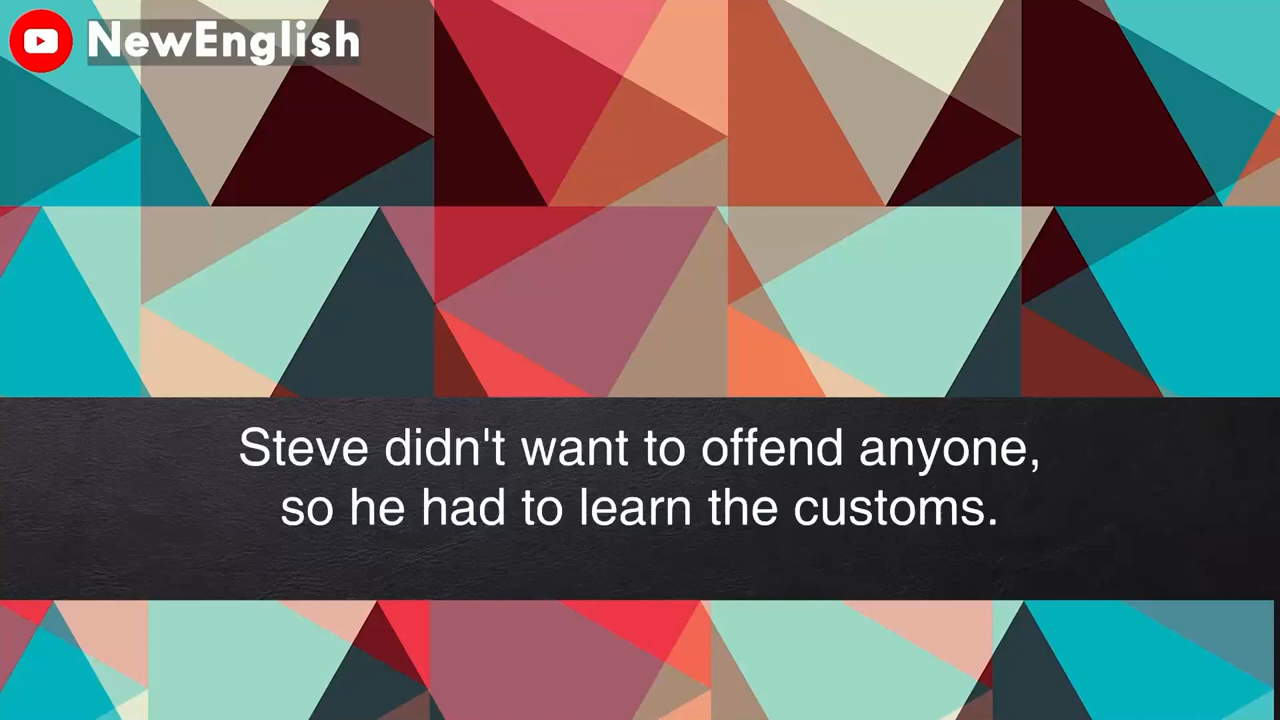 NewEnglish
Steve didn't want to offend anyone,
so he had to learn the customs.